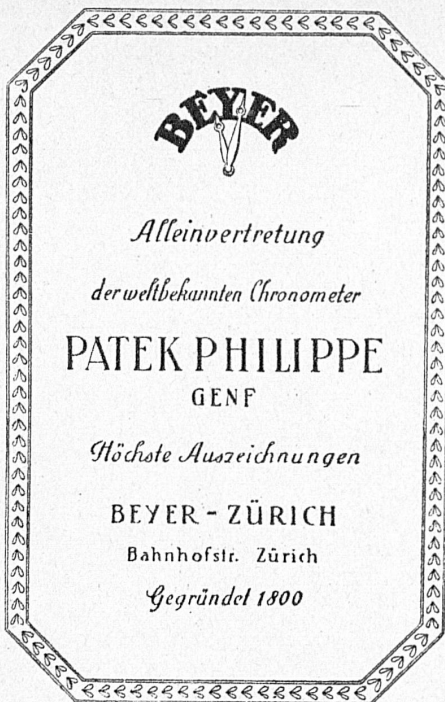 BEYER
Alleinvertretung
der weltbekannten Chronometer
PATEK PHILIPPE
GENF
Höchste Auszeichnungen
BEYER - ZÜRICH
Bahnhofstr. Zürich
Gegründet 1800